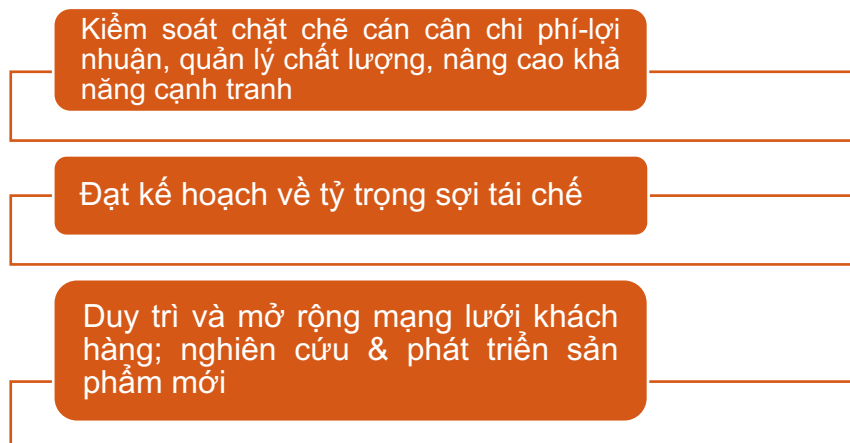 Kiểm soát chặt chẽ cán cân chi phí-lợi
nhuận, quản lý chất lượng, nâng cao khả
năng cạnh tranh
Đạt kế hoạch về tỷ trọng sợi tái chế
Duy trì và mở rộng mạng lưới khách
hàng; nghiên cứu & phát triển sản
phẩm mới